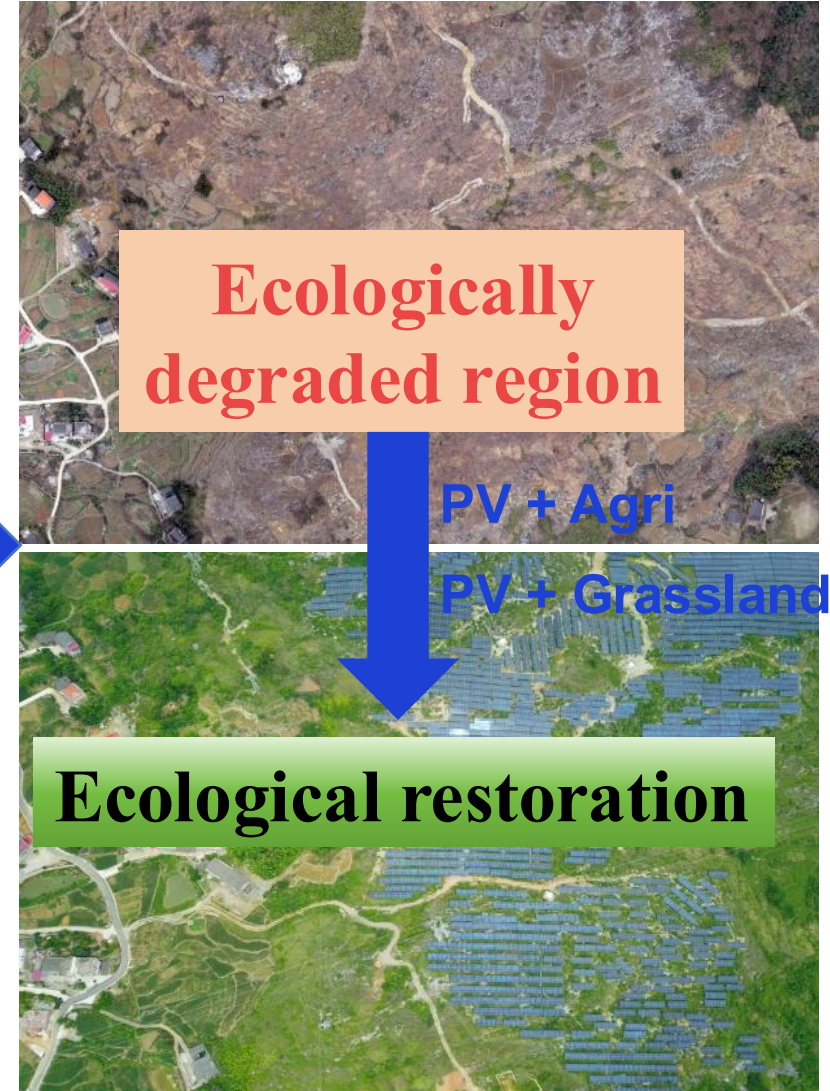 Ecologically
degraded region
PV + Agri
PV + Grassland
Ecological restoration